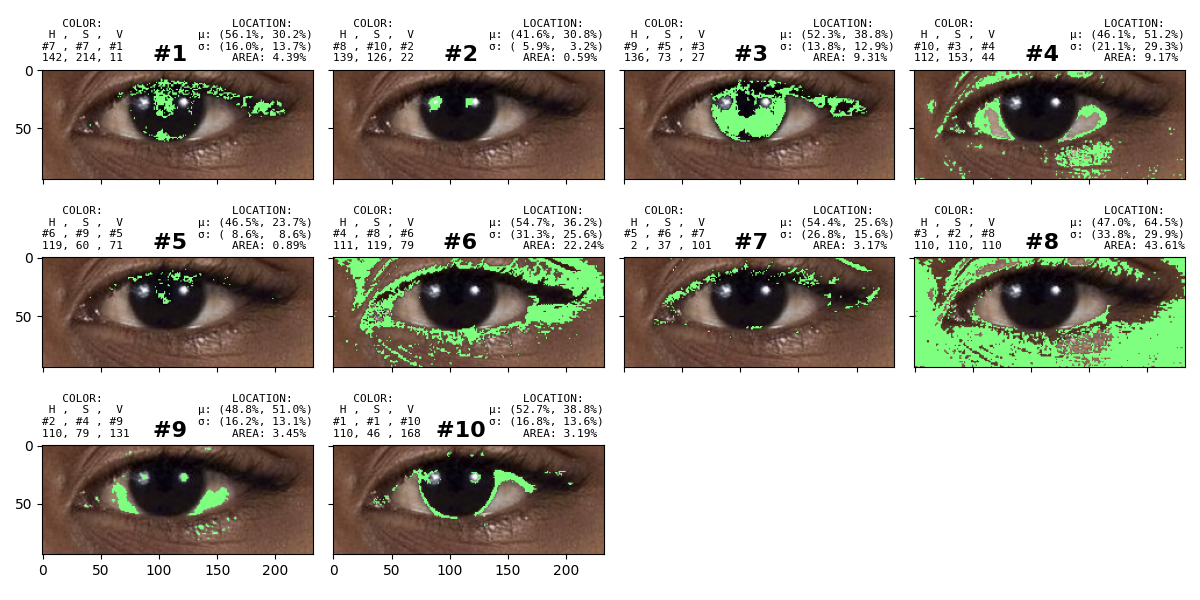 COLOR: LOCATION:
H , S , V μ: (56.1%, 30.2%)
#7 , #7 , #1 #1 σ: (16.0%, 13.7%)
142, 214, 11 AREA: 4.39%
COLOR: LOCATION:
H , S , V μ: (41.6%, 30.8%)
#8 , #10, #2 #2 σ: ( 5.9%, 3.2%)
139, 126, 22 AREA: 0.59%
COLOR: LOCATION:
H , S , V μ: (52.3%, 38.8%)
#9 , #5 , #3 #3 σ: (13.8%, 12.9%)
136, 73 , 27 AREA: 9.31%
COLOR: LOCATION:
H , S , V μ: (46.1%, 51.2%)
#10, #3 , #4 #4 σ: (21.1%, 29.3%)
112, 153, 44 AREA: 9.17%
0
50
COLOR: LOCATION:
H , S , V μ: (46.5%, 23.7%)
#6 , #9 , #5 #5 σ: ( 8.6%, 8.6%)
119, 60 , 71 AREA: 0.89%
COLOR: LOCATION:
H , S , V μ: (54.7%, 36.2%)
#4 , #8 , #6 #6 σ: (31.3%, 25.6%)
111, 119, 79 AREA: 22.24%
COLOR: LOCATION:
H , S , V μ: (54.4%, 25.6%)
#5 , #6 , #7 #7 σ: (26.8%, 15.6%)
2 , 37 , 101 AREA: 3.17%
COLOR: LOCATION:
H , S , V μ: (47.0%, 64.5%)
#3 , #2 , #8 #8 σ: (33.8%, 29.9%)
110, 110, 110 AREA: 43.61%
0
50
COLOR: LOCATION:
H , S , V μ: (48.8%, 51.0%)
#2 , #4 , #9 #9 σ: (16.2%, 13.1%)
110, 79 , 131 AREA: 3.45%
COLOR: LOCATION:
H , S , V μ: (52.7%, 38.8%)
#1 , #1 , #10 #10 σ: (16.8%, 13.6%)
110, 46 , 168 AREA: 3.19%
0
50
0 50 100 150 200
0 50 100 150 200